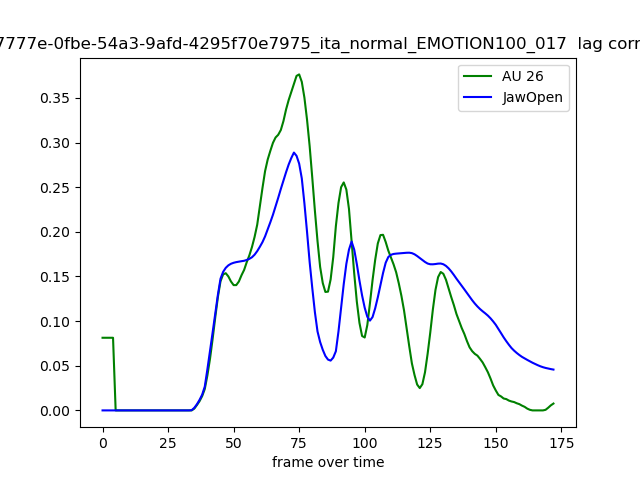 7777e-0fbe-54a3-9afd-4295f70e7975_ita_normal_EMOTION100_017 lag corr
AU 26
JawOpen
0.35
0.30
0.25
0.20
0.15
0.10
0.05
0.00
0 25 50 75 100 125 150 175
frame over time